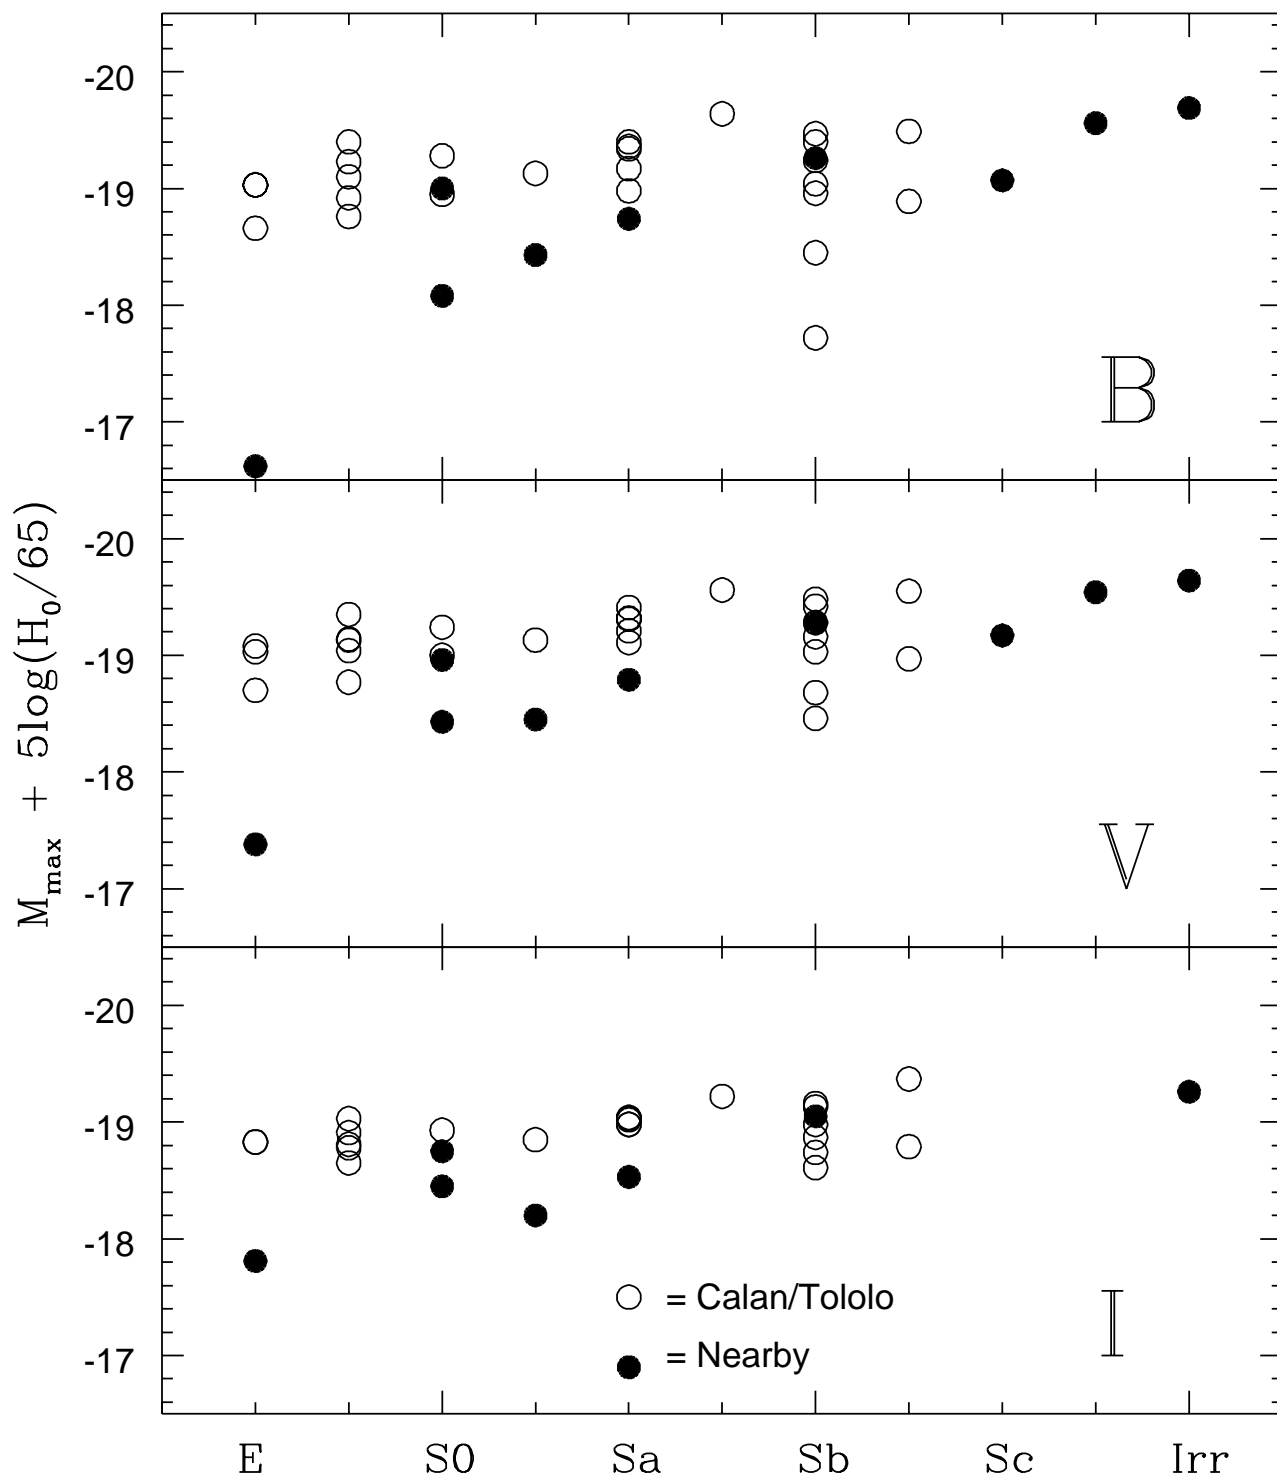 -20
-19
-18
-17
B
-20
-19
-18
-17
V
M_max + 5log(H_0/65)
-20
-19
-18
-17
= Calan/Tololo
= Nearby
I
E S0 Sa Sb Sc Irr